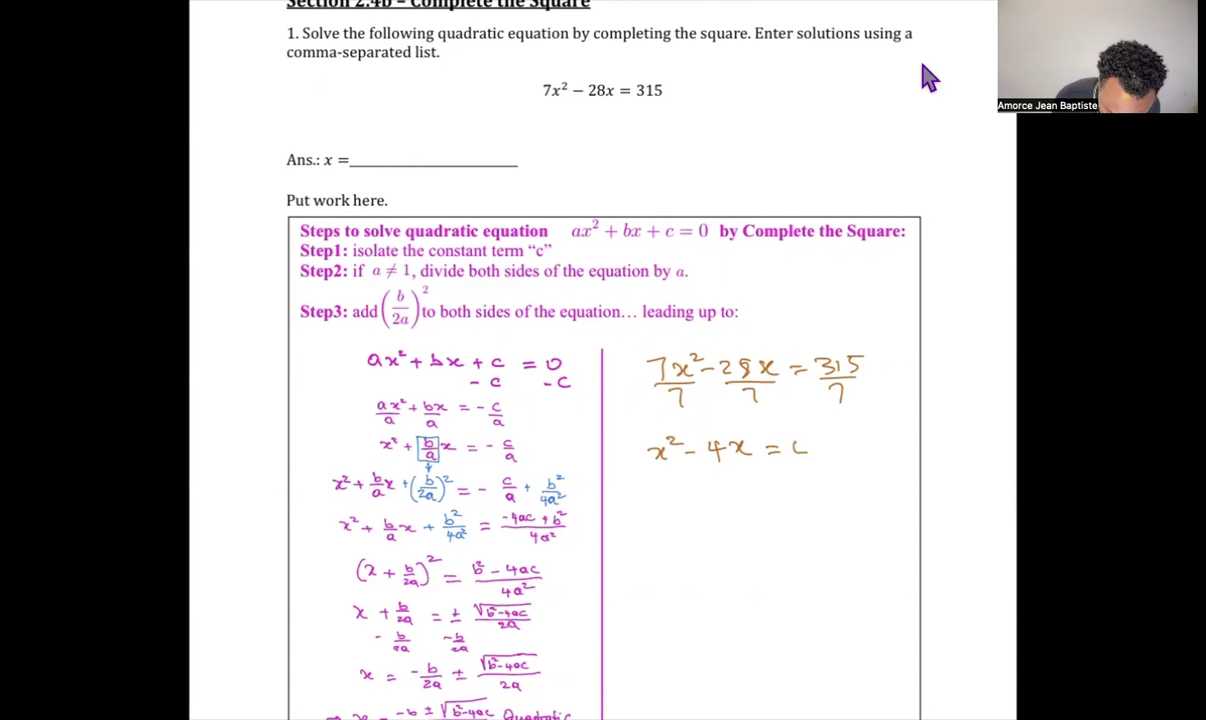 Section 2.4b – Complete the Square
1. Solve the following quadratic equation by completing the square. Enter solutions using a
comma-separated list.
7x² − 28x = 315
Ans.: x =____________________
Put work here.
Steps to solve quadratic equation ax² + bx + c = 0 by Complete the Square:
Step1: isolate the constant term “c”
Step2: if a ≠ 1, divide both sides of the equation by a.
Step3: add (b/2a)² to both sides of the equation… leading up to:
ax² + bx + c = 0
- c -c
ax²/a + bx/a = - c/a
x² + b/a x = - c/a
x² + b/a x + (b/2a)² = - c/a + b²/4a²
x² + b/a x + b²/4a² = -4ac + b²/4a²
(x + b/2a)² = b² - 4ac/4a²
x + b/2a = ± √b²-4ac/2a
- b/2a -b/2a
x = - b/2a ± √b²-4ac/2a
⇒ x = -b ± √b²-4ac Quadratic
7x²/7 - 28x/7 = 315/7
x² - 4x =
Amorce Jean Baptiste